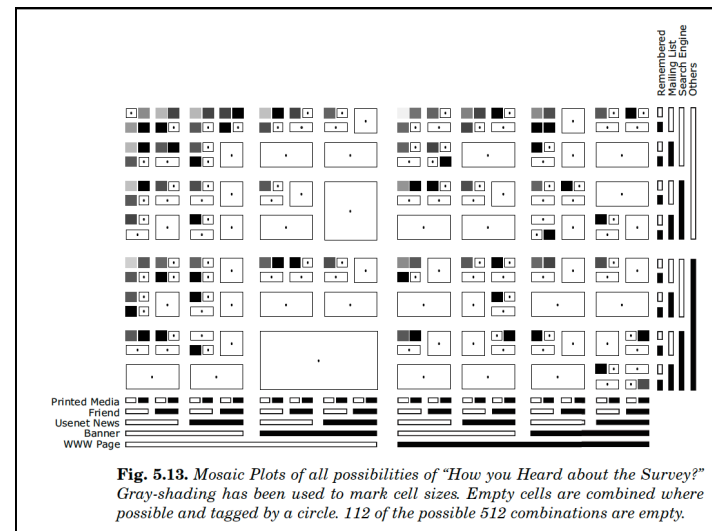 Remembered
Mailing List
Search Engine
Others
Printed Media
Friend
Usenet News
Banner
WWW Page
Fig. 5.13. Mosaic Plots of all possibilities of “How you Heard about the Survey?”
Gray-shading has been used to mark cell sizes. Empty cells are combined where
possible and tagged by a circle. 112 of the possible 512 combinations are empty.